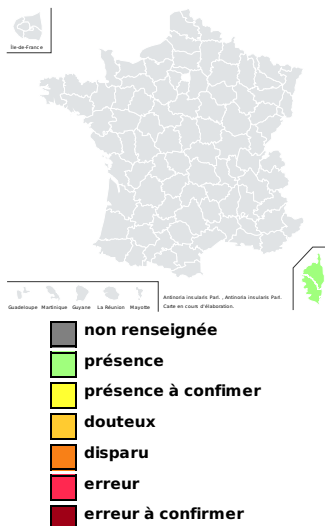 Île-de-France
Guadeloupe Martinique Guyane La Réunion Mayotte
Antinoria insularis Parl. , Antinoria insularis Parl.
Carte en cours d'élaboration.
non renseignée
présence
présence à confimer
douteux
disparu
erreur
erreur à confirmer